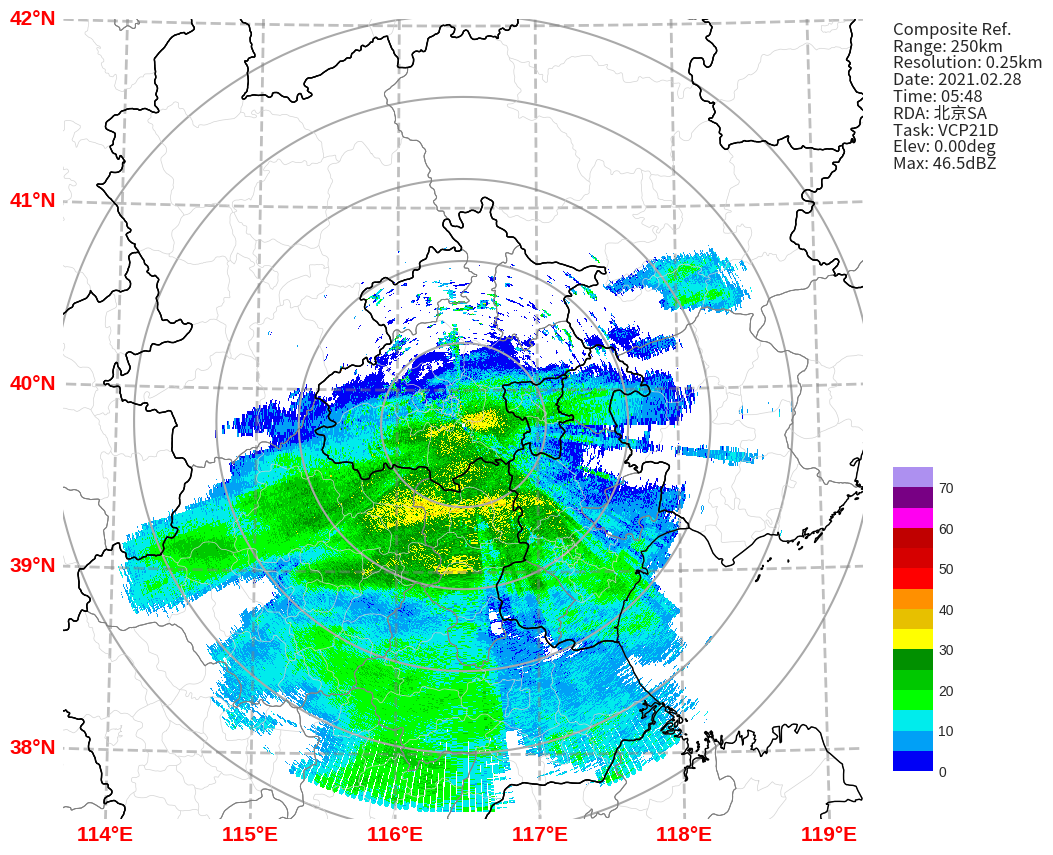 42°N
41°N
40°N
39°N
38°N
114°E 115°E 116°E 117°E 118°E 119°E
Composite Ref.
Range: 250km
Resolution: 0.25km
Date: 2021.02.28
Time: 05:48
RDA: 北京SA
Task: VCP21D
Elev: 0.00deg
Max: 46.5dBZ
70
60
50
40
30
20
10
0